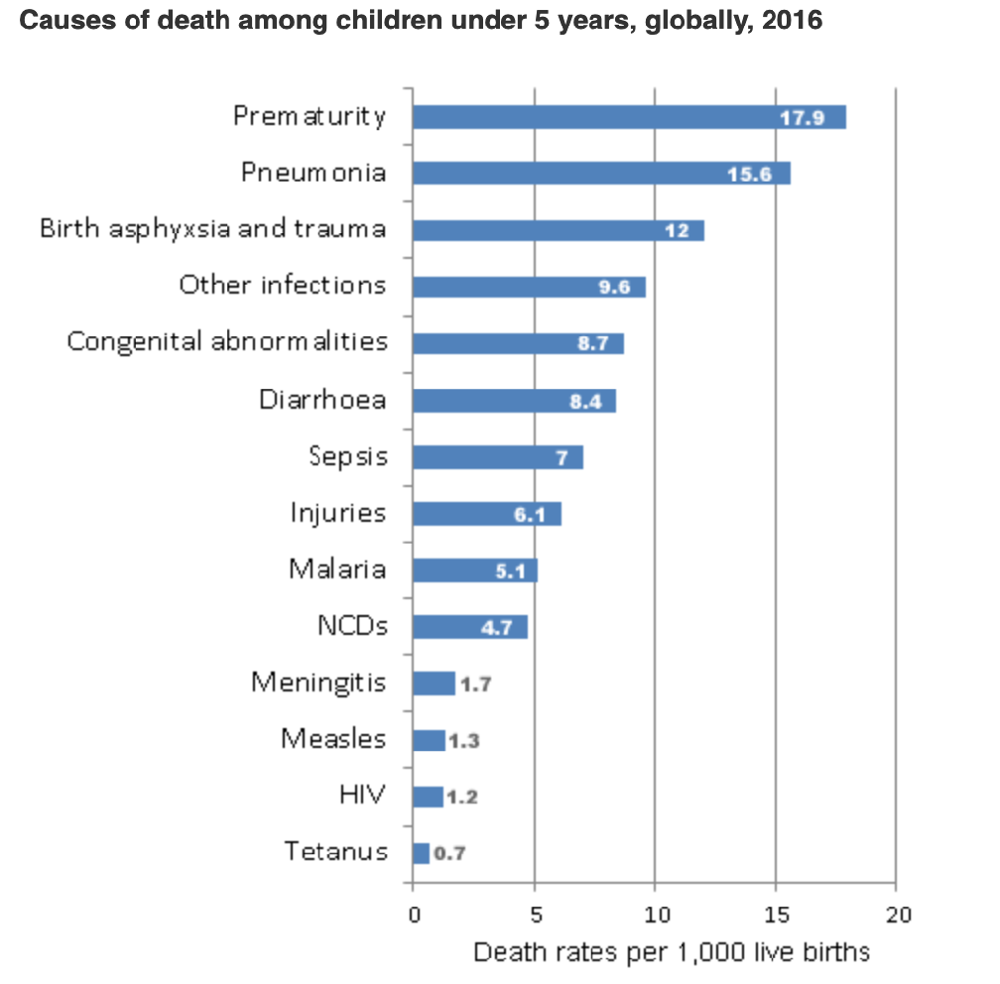 Causes of death among children under 5 years, globally, 2016
Prematurity 17.9
Pneumonia 15.6
Birth asphyxsia and trauma 12
Other infections 9.6
Congenital abnormalities 8.7
Diarrhoea 8.4
Sepsis 7
Injuries 6.1
Malaria 5.1
NCDs 4.7
Meningitis 1.7
Measles 1.3
HIV 1.2
Tetanus 0.7
0 5 10 15 20
Death rates per 1,000 live births